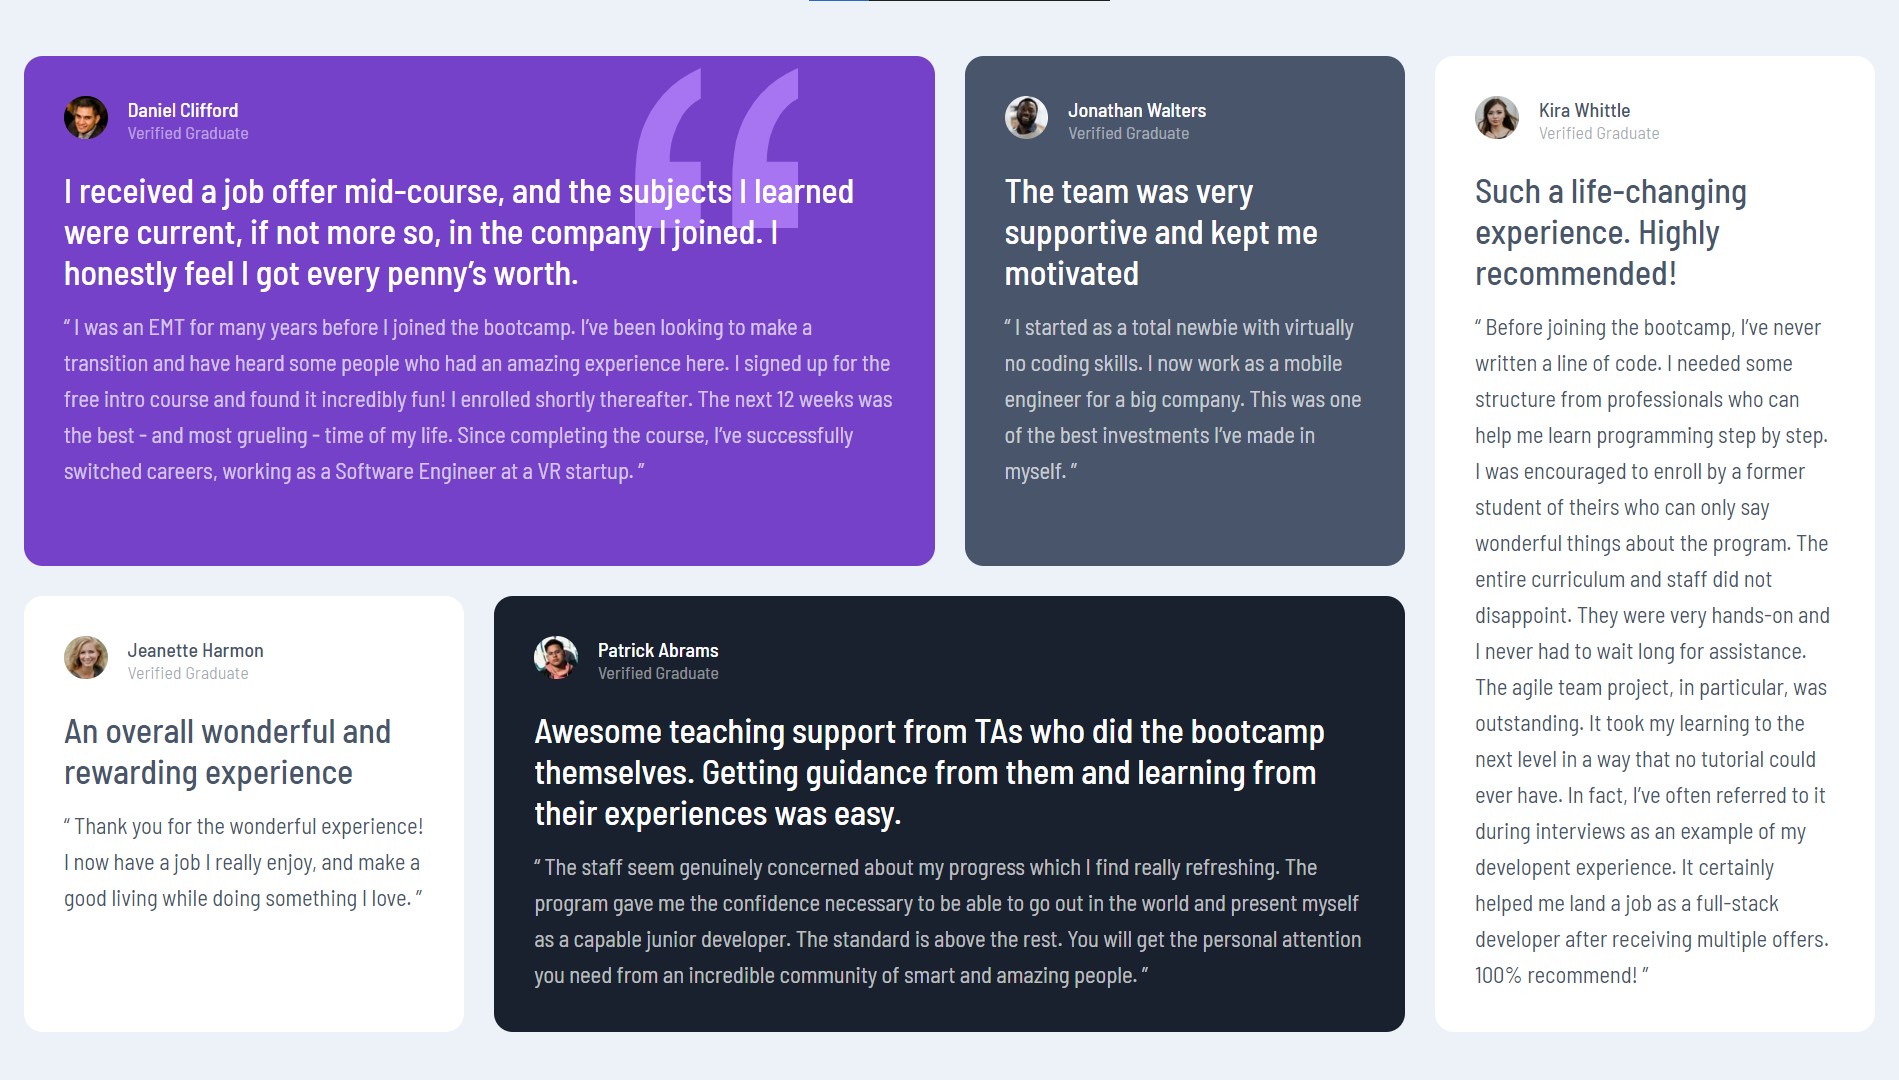 Daniel Clifford
Verified Graduate
I received a job offer mid-course, and the subjects I learned
were current, if not more so, in the company I joined. I
honestly feel I got every penny’s worth.
“ I was an EMT for many years before I joined the bootcamp. I’ve been looking to make a
transition and have heard some people who had an amazing experience here. I signed up for the
free intro course and found it incredibly fun! I enrolled shortly thereafter. The next 12 weeks was
the best - and most grueling - time of my life. Since completing the course, I’ve successfully
switched careers, working as a Software Engineer at a VR startup. ”
Jonathan Walters
Verified Graduate
The team was very
supportive and kept me
motivated
“ I started as a total newbie with virtually
no coding skills. I now work as a mobile
engineer for a big company. This was one
of the best investments I’ve made in
myself. ”
Kira Whittle
Verified Graduate
Such a life-changing
experience. Highly
recommended!
“ Before joining the bootcamp, I’ve never
written a line of code. I needed some
structure from professionals who can
help me learn programming step by step.
I was encouraged to enroll by a former
student of theirs who can only say
wonderful things about the program. The
entire curriculum and staff did not
disappoint. They were very hands-on and
I never had to wait long for assistance.
The agile team project, in particular, was
outstanding. It took my learning to the
next level in a way that no tutorial could
ever have. In fact, I’ve often referred to it
during interviews as an example of my
developent experience. It certainly
helped me land a job as a full-stack
developer after receiving multiple offers.
100% recommend! ”
Jeanette Harmon
Verified Graduate
An overall wonderful and
rewarding experience
“ Thank you for the wonderful experience!
I now have a job I really enjoy, and make a
good living while doing something I love. ”
Patrick Abrams
Verified Graduate
Awesome teaching support from TAs who did the bootcamp
themselves. Getting guidance from them and learning from
their experiences was easy.
“ The staff seem genuinely concerned about my progress which I find really refreshing. The
program gave me the confidence necessary to be able to go out in the world and present myself
as a capable junior developer. The standard is above the rest. You will get the personal attention
you need from an incredible community of smart and amazing people. ”